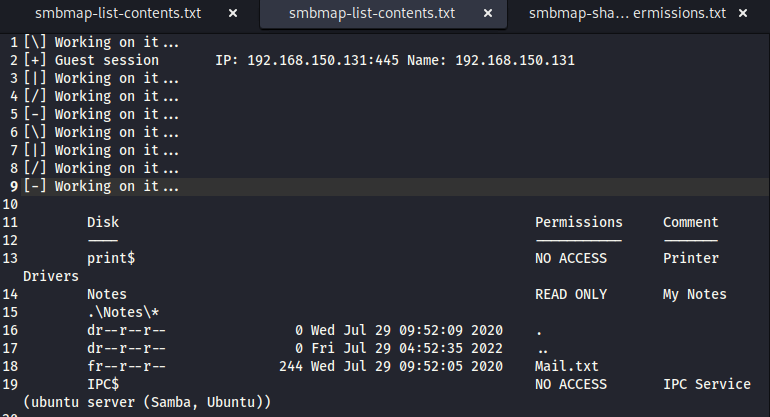 smbmap-list-contents.txt × smbmap-list-contents.txt × smbmap-sha... ermissions.txt ×
1 [\] Working on it...
2 [+] Guest session IP: 192.168.150.131:445 Name: 192.168.150.131
3 [|] Working on it...
4 [/] Working on it...
5 [-] Working on it...
6 [\] Working on it...
7 [|] Working on it...
8 [/] Working on it...
9 [-] Working on it...
10
11 Disk Permissions Comment
12 ---- ----------- -------
13 print$ NO ACCESS Printer
Drivers
14 Notes READ ONLY My Notes
15 .\Notes\*
16 dr--r--r-- 0 Wed Jul 29 09:52:09 2020 .
17 dr--r--r-- 0 Fri Jul 29 04:52:35 2022 ..
18 fr--r--r-- 244 Wed Jul 29 09:52:05 2020 Mail.txt
19 IPC$ NO ACCESS IPC Service
(ubuntu server (Samba, Ubuntu))